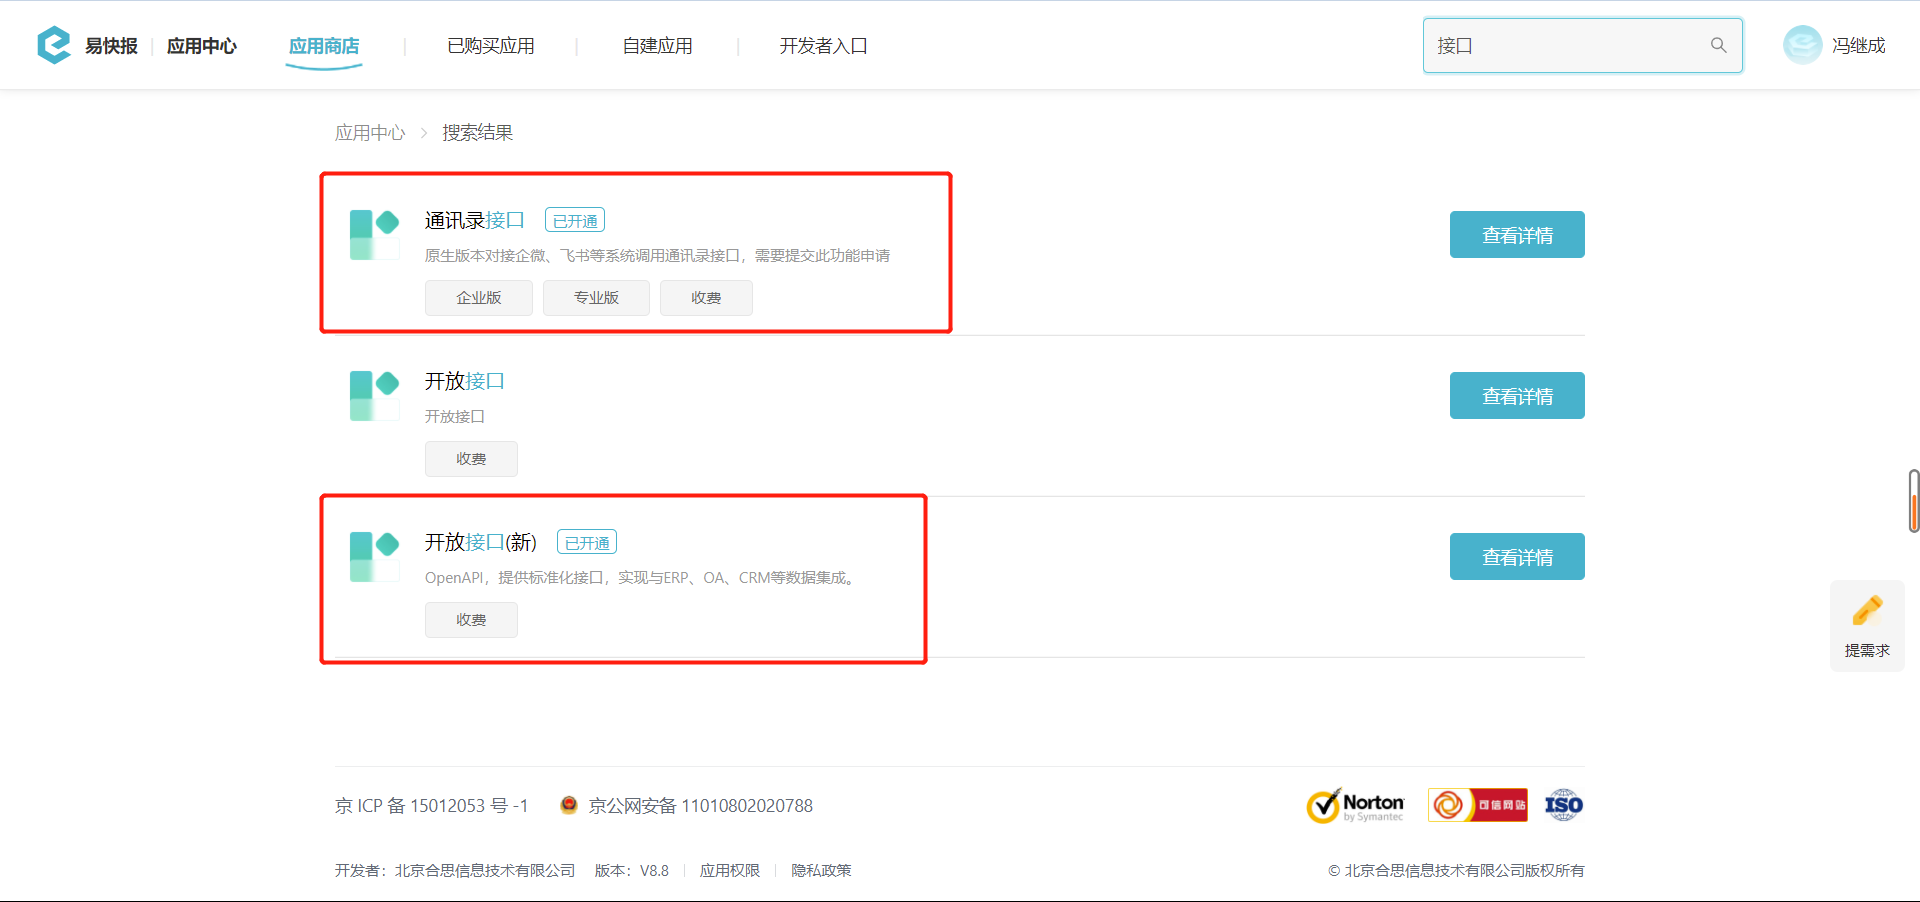 易快报 应用中心 应用商店 已购买应用 自建应用 开发者入口 接口 冯继成
应用中心 > 搜索结果
通讯录接口 已开通
查看详情
原生版本对接企微、飞书等系统调用通讯录接口，需要提交此功能申请
企业版 专业版 收费
开放接口
查看详情
开放接口
收费
开放接口(新) 已开通
查看详情
OpenAPI，提供标准化接口，实现与ERP、OA、CRM等数据集成。
收费
提需求
京 ICP 备 15012053 号 -1 京公网安备 11010802020788
Norton
by Symantec
可信网站
ISO
开发者：北京合思信息技术有限公司 版本：V8.8 应用权限 隐私政策
© 北京合思信息技术有限公司版权所有